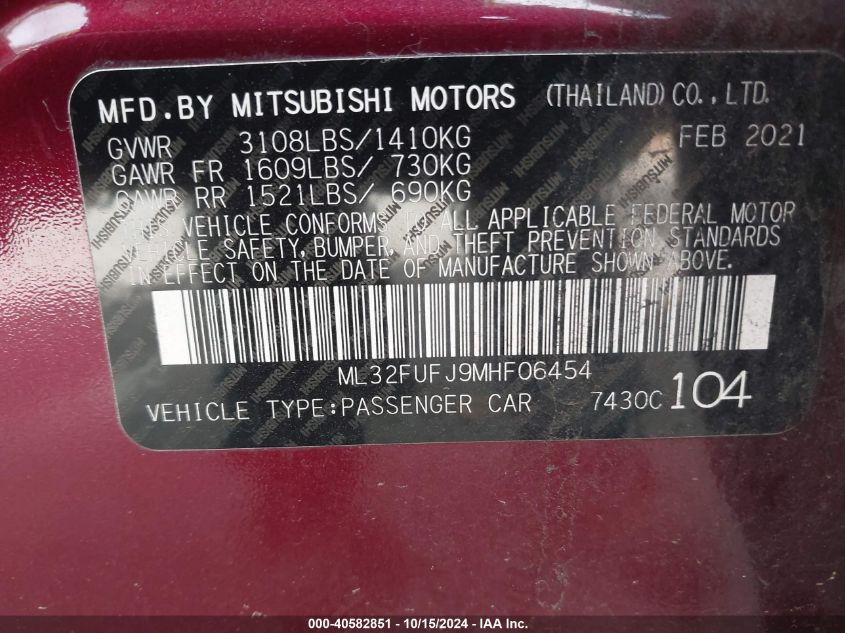 MFD.BY MITSUBISHI MOTORS (THAILAND) CO., LTD.
GVWR 3108LBS/1410KG FEB 2021
GAWR FR 1609LBS/ 730KG
GAWR RR 1521LBS/ 690KG
THIS VEHICLE CONFORMS TO ALL APPLICABLE FEDERAL MOTOR
VEHICLE SAFETY, BUMPER, AND THEFT PREVENTION STANDARDS
IN EFFECT ON THE DATE OF MANUFACTURE SHOWN ABOVE.
ML32FUFJ9MHF06454
VEHICLE TYPE:PASSENGER CAR 7430C 104
000-40582851 - 10/15/2024 - IAAI.com